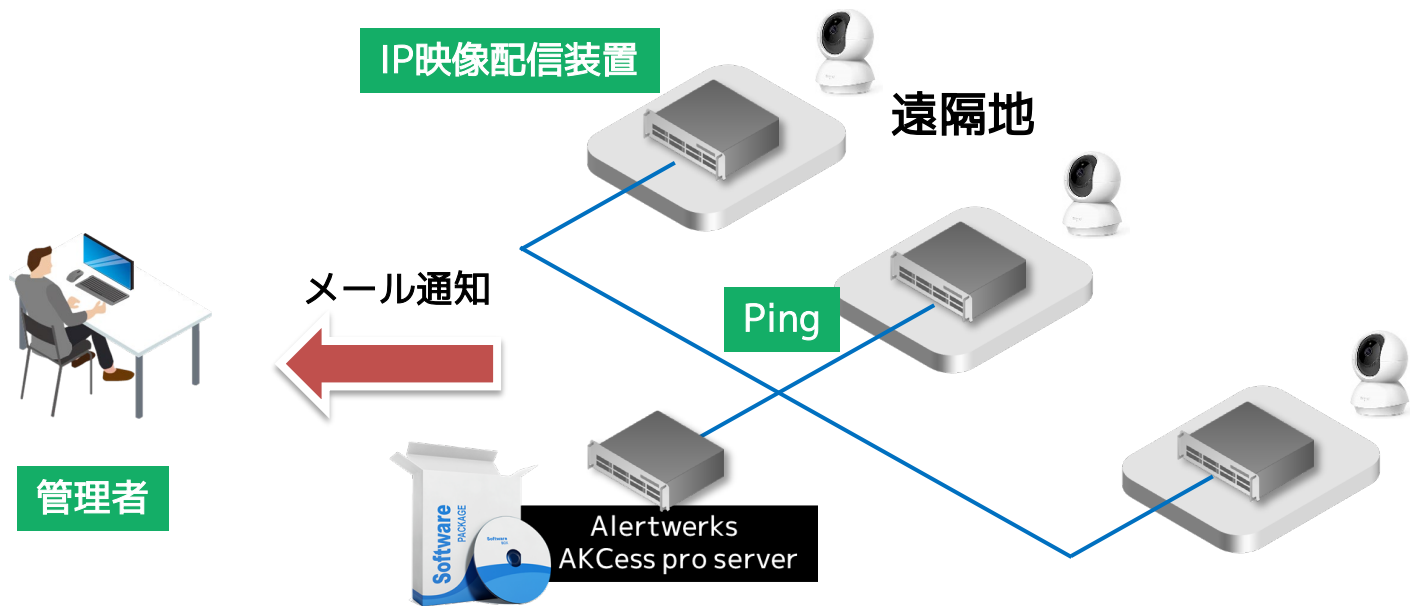 IP映像配信装置
遠隔地
メール通知
Ping
管理者
Software
PACKAGE
Software
Alertwerks
AKCess pro server